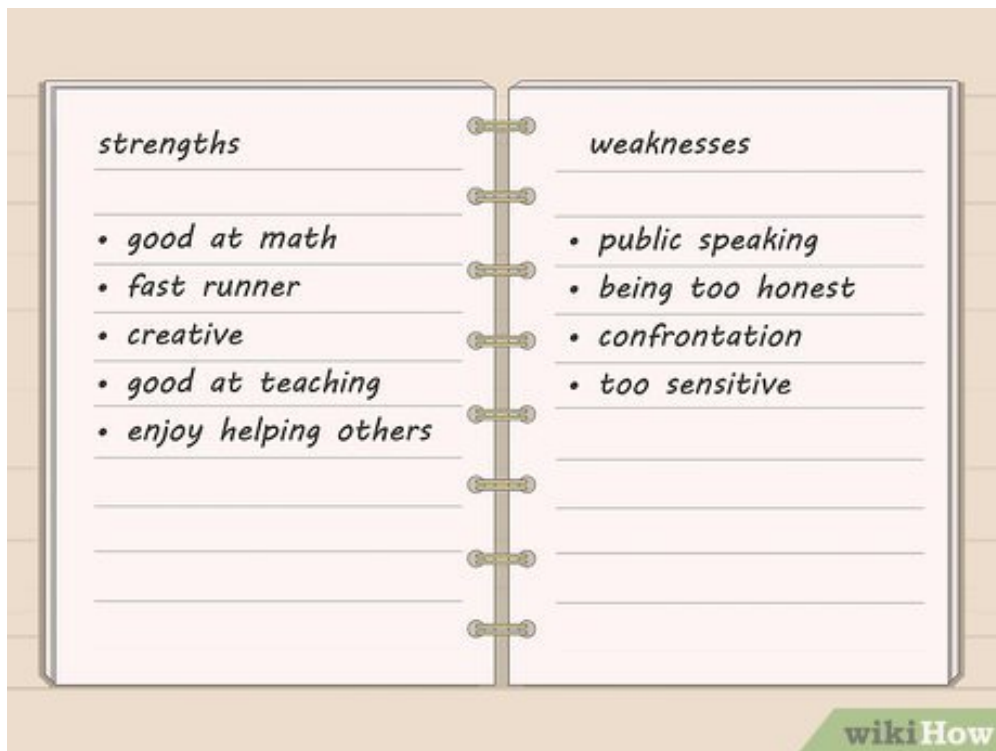 strengths
• good at math
• fast runner
• creative
• good at teaching
• enjoy helping others
weaknesses
• public speaking
• being too honest
• confrontation
• too sensitive
wikiHow